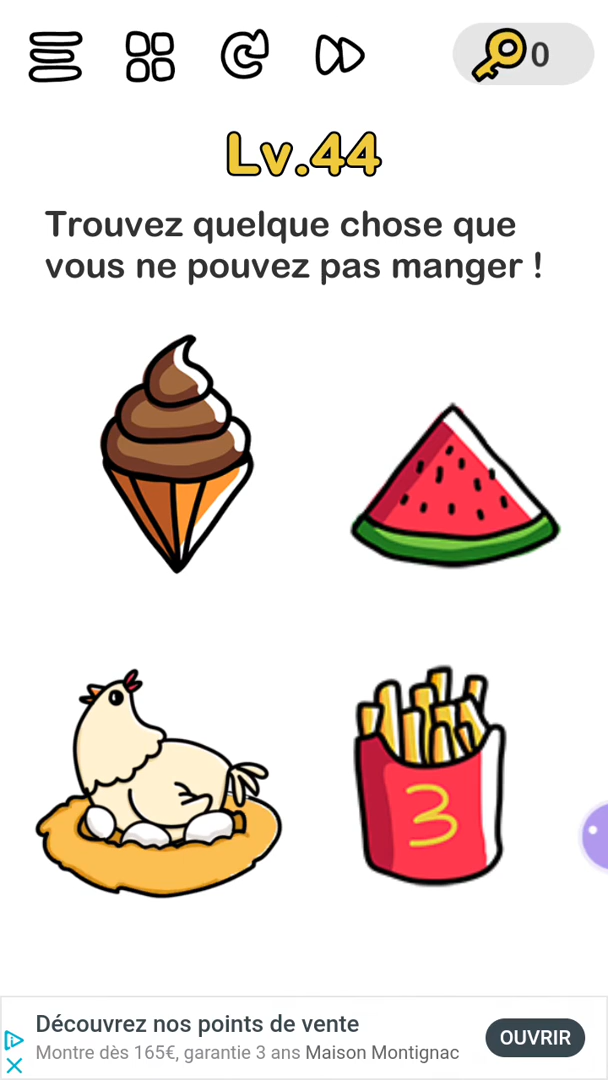 0
Lv.44
Trouvez quelque chose que
vous ne pouvez pas manger !
3
Découvrez nos points de vente
Montre dès 165€, garantie 3 ans Maison Montignac
OUVRIR